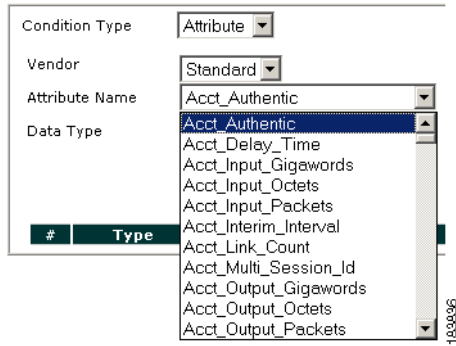 Condition Type Attribute
Vendor Standard
Attribute Name Acct_Authentic
Data Type
Acct_Authentic
Acct_Delay_Time
Acct_Input_Gigawords
Acct_Input_Octets
Acct_Input_Packets
Acct_Interim_Interval
Acct_Link_Count
Acct_Multi_Session_Id
Acct_Output_Gigawords
Acct_Output_Octets
Acct_Output_Packets
# Type
183836